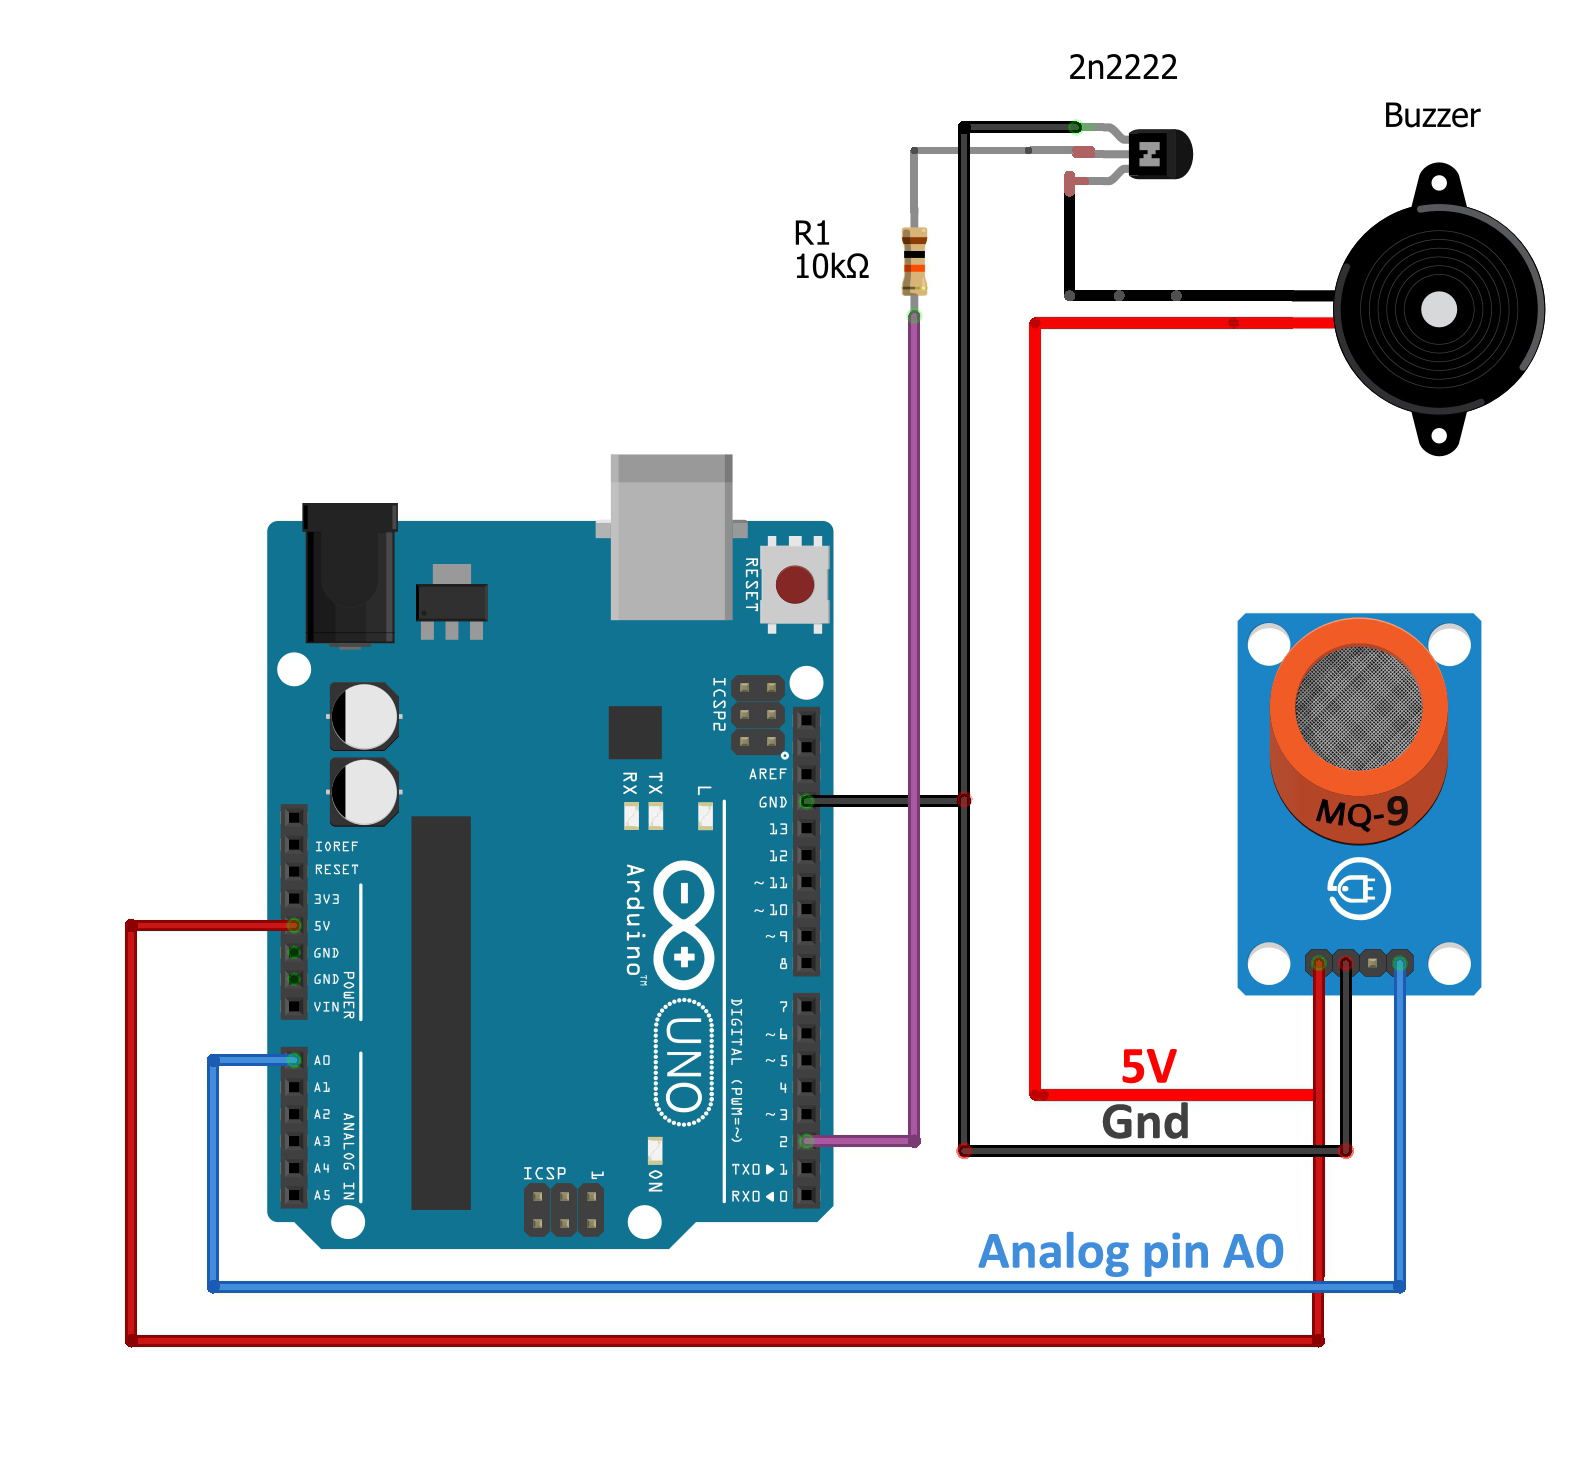 2n2222
Buzzer
R1
10kΩ
RESET
ICSP2
AREF
GND
13
12
~11
~10
~9
8
7
~6
~5
4
~3
2
TX0▶1
RX0◀0
DIGITAL (PWM=~)
RX
TX
L
Arduino™
UNO
ON
ICSP
1
IOREF
RESET
3V3
5V
GND
GND
VIN
POWER
A0
A1
A2
A3
A4
A5
ANALOG IN
MQ-9
5V
Gnd
Analog pin A0